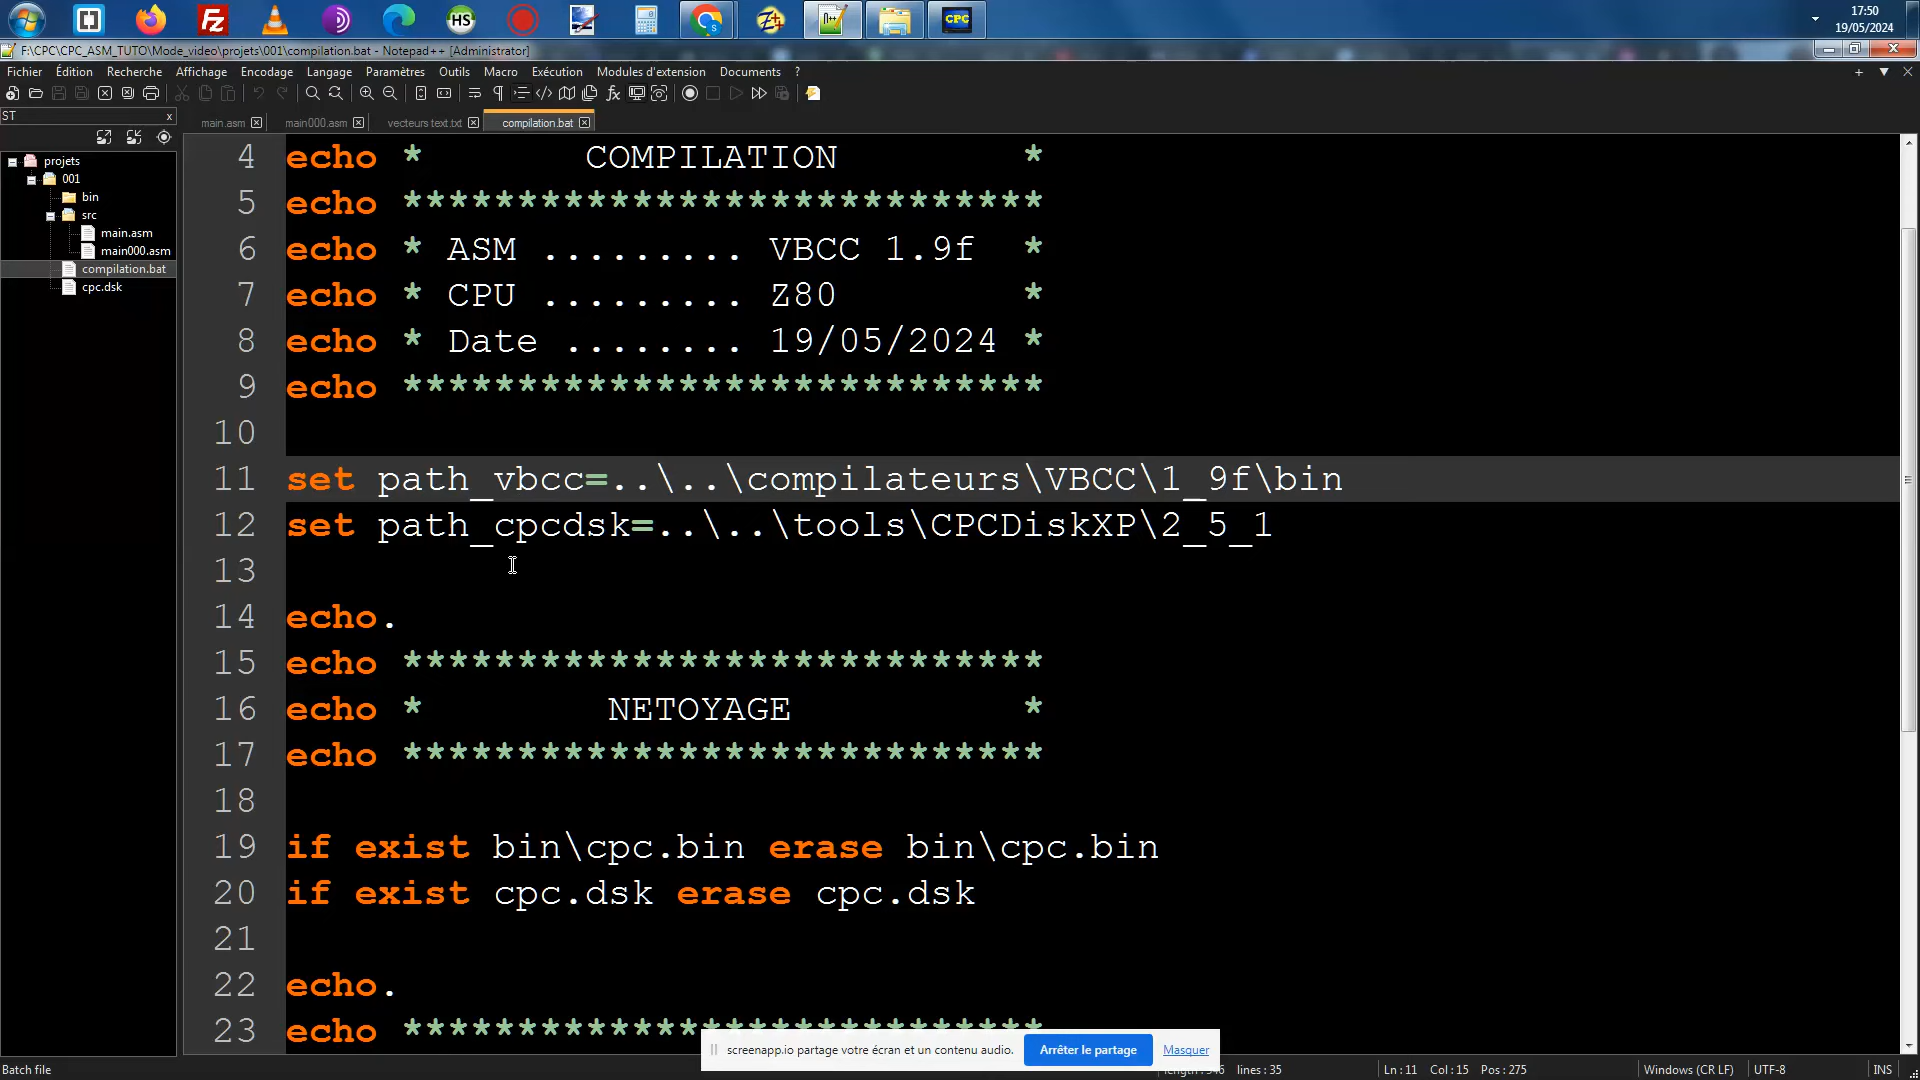 17:50
19/05/2024
F:\CPC\CPC_ASM_TUTO\Mode_video\projets\001\compilation.bat - Notepad++ [Administrator]
Fichier Édition Recherche Affichage Encodage Langage Paramètres Outils Macro Exécution Modules d'extension Documents ?
ST
main.asm main000.asm vecteurs text.txt compilation.bat
projets
001
bin
src
main.asm
main000.asm
compilation.bat
cpc.dsk
4 echo * COMPILATION *
5 echo ****************************
6 echo * ASM ......... VBCC 1.9f *
7 echo * CPU ......... Z80 *
8 echo * Date ........ 19/05/2024 *
9 echo ****************************
10
11 set path_vbcc=..\..\compilateurs\VBCC\1_9f\bin
12 set path_cpcdsk=..\..\tools\CPCDiskXP\2_5_1
13
14 echo.
15 echo ****************************
16 echo * NETOYAGE *
17 echo ****************************
18
19 if exist bin\cpc.bin erase bin\cpc.bin
20 if exist cpc.dsk erase cpc.dsk
21
22 echo.
23 echo ****************************
screenapp.io partage votre écran et un contenu audio. Arrêter le partage Masquer
Batch file lines : 35 Ln : 11 Col : 15 Pos : 275 Windows (CR LF) UTF-8 INS